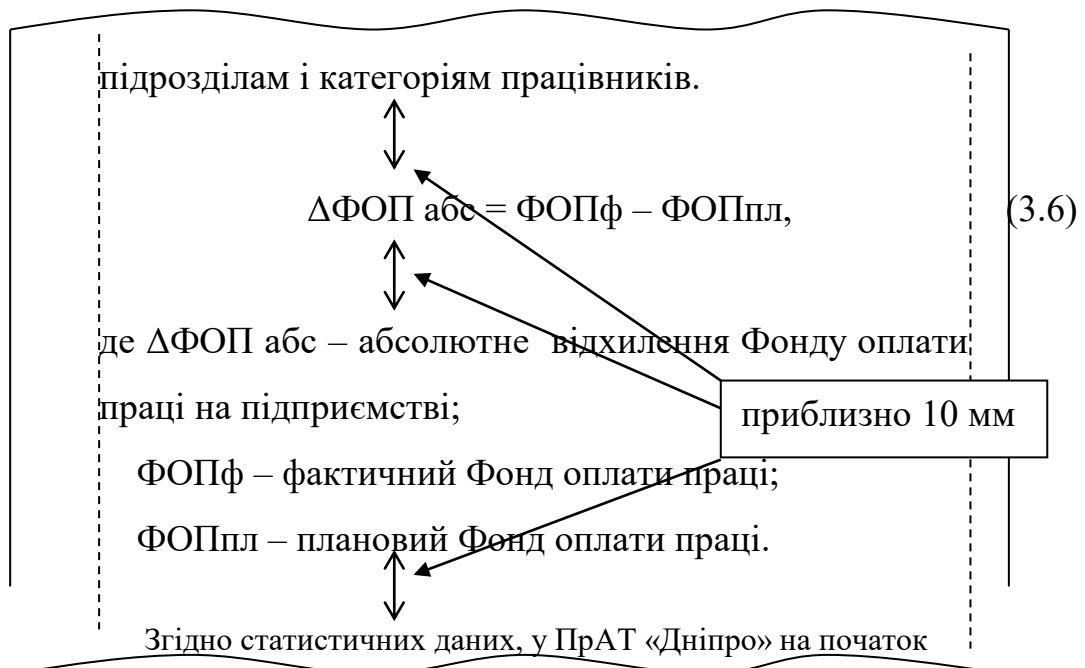 підрозділам і категоріям працівників.
ΔФОП абс = ФОПф – ФОПпл, (3.6)
де ΔФОП абс – абсолютне відхилення Фонду оплати
праці на підприємстві;
приблизно 10 мм
ФОПф – фактичний Фонд оплати праці;
ФОПпл – плановий Фонд оплати праці.
Згідно статистичних даних, у ПрАТ «Дніпро» на початок